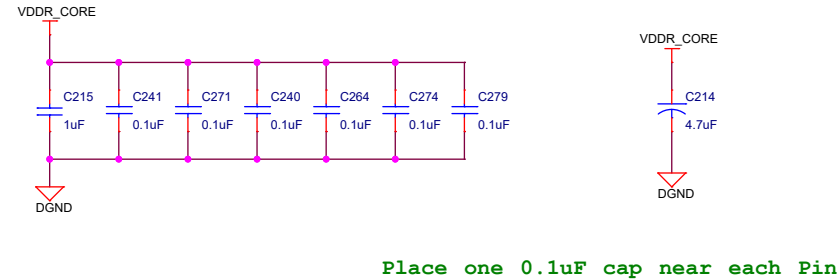 VDDR_CORE
VDDR_CORE
C215 C241 C271 C240 C264 C274 C279 C214
1uF 0.1uF 0.1uF 0.1uF 0.1uF 0.1uF 0.1uF 4.7uF
DGND
DGND
Place one 0.1uF cap near each Pin